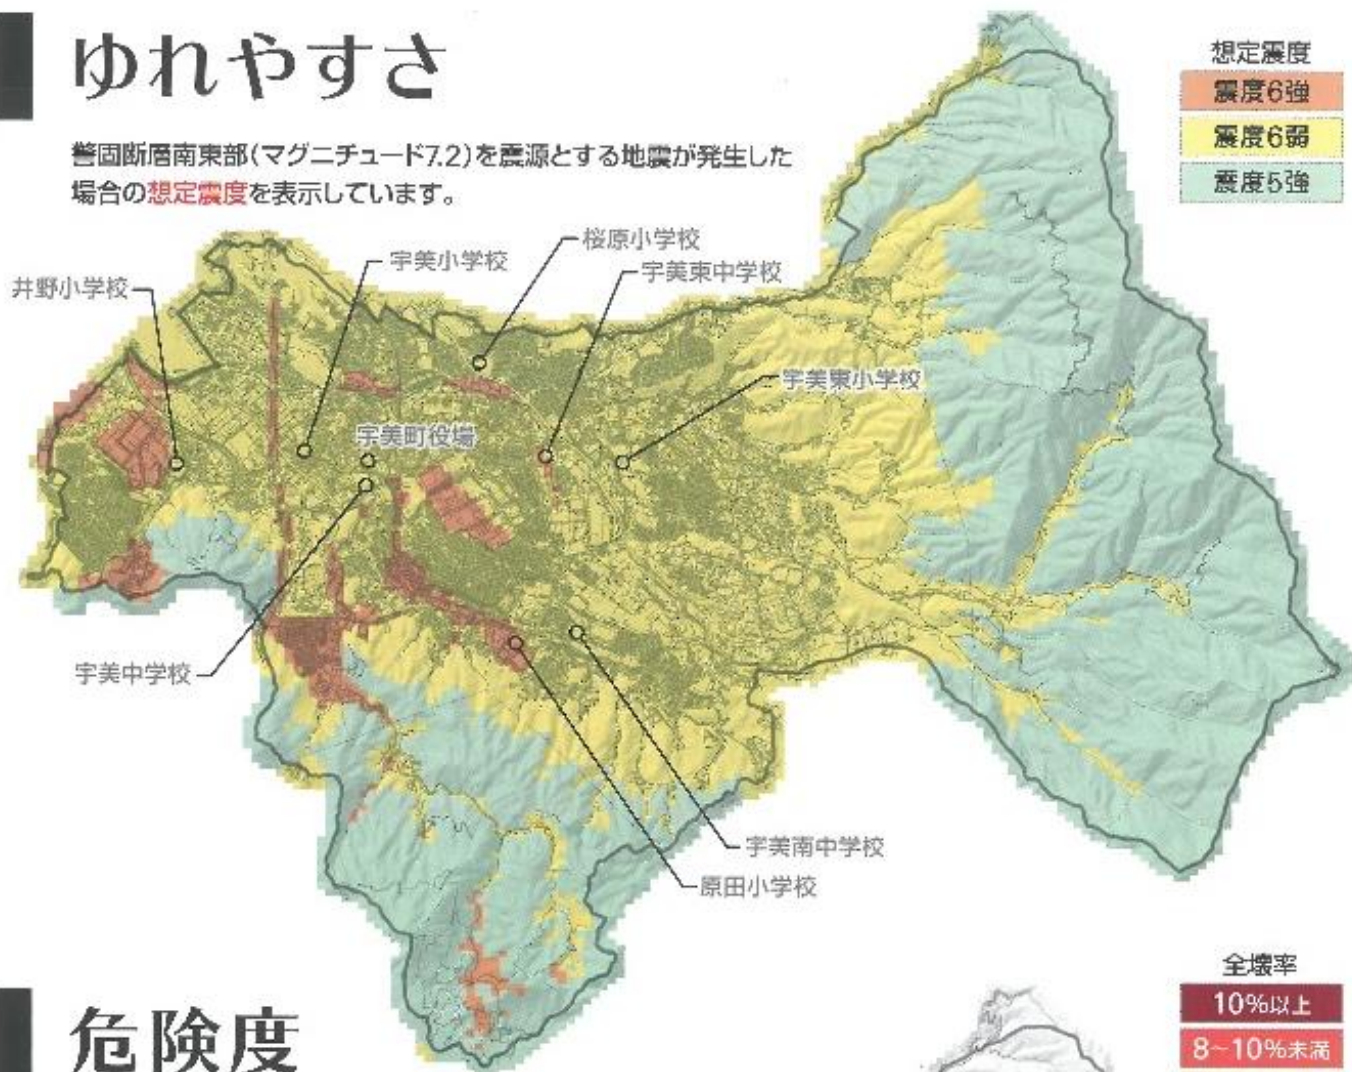 ゆれやすさ
警固断層南東部(マグニチュード7.2)を震源とする地震が発生した
場合の想定震度を表示しています。
想定震度
震度6強
震度6弱
震度5強
井野小学校
宇美小学校
桜原小学校
宇美東中学校
宇美東小学校
宇美町役場
宇美中学校
宇美南中学校
原田小学校
危険度
全壊率
10%以上
8~10%未満